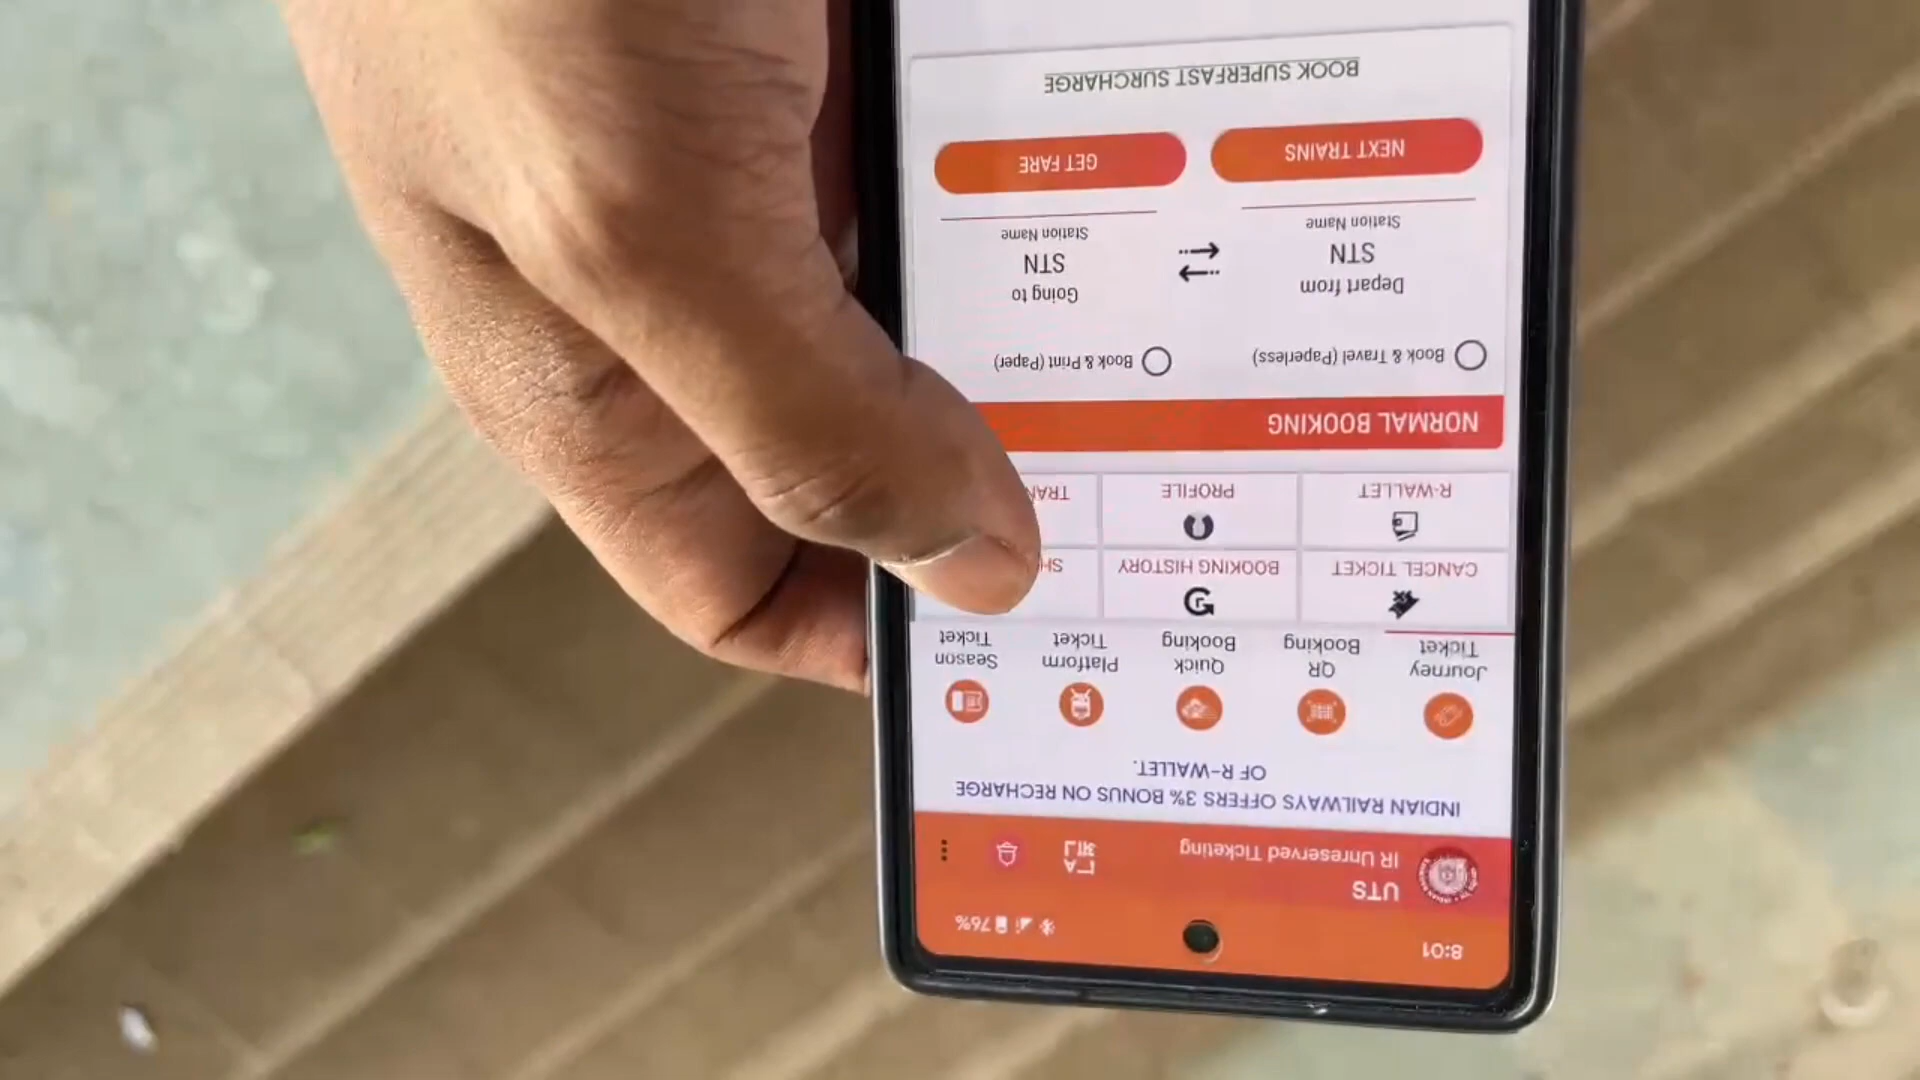 8:01
76%
UTS
IR Unreserved Ticketing
INDIAN RAILWAYS OFFERS 3% BONUS ON RECHARGE
OF R-WALLET.
Journey
Ticket
QR
Booking
Quick
Booking
Platform
Ticket
Season
Ticket
CANCEL TICKET
BOOKING HISTORY
R-WALLET
PROFILE
NORMAL BOOKING
Book & Travel (Paperless)
Book & Print (Paper)
Depart from
STN
Station Name
Going to
STN
Station Name
NEXT TRAINS
GET FARE
BOOK SUPERFAST SURCHARGE